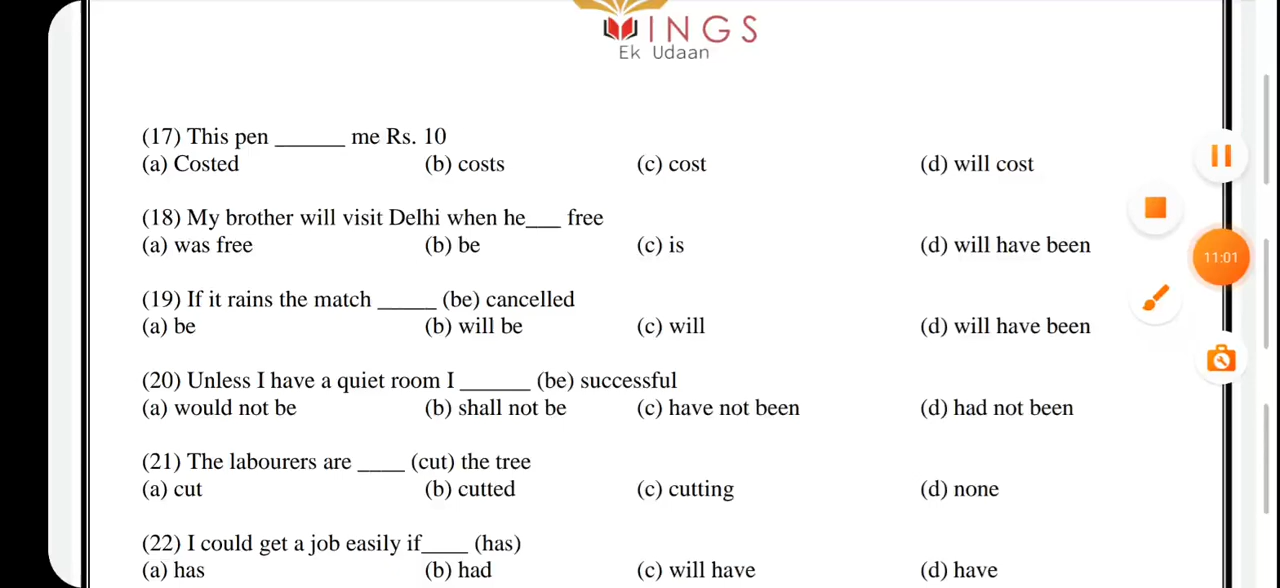 WINGS
Ek Udaan
(17) This pen ______ me Rs. 10
(a) Costed (b) costs (c) cost (d) will cost
(18) My brother will visit Delhi when he___ free
(a) was free (b) be (c) is (d) will have been
(19) If it rains the match _____ (be) cancelled
(a) be (b) will be (c) will (d) will have been
(20) Unless I have a quiet room I ______ (be) successful
(a) would not be (b) shall not be (c) have not been (d) had not been
(21) The labourers are ____ (cut) the tree
(a) cut (b) cutted (c) cutting (d) none
(22) I could get a job easily if____ (has)
(a) has (b) had (c) will have (d) have
11:01